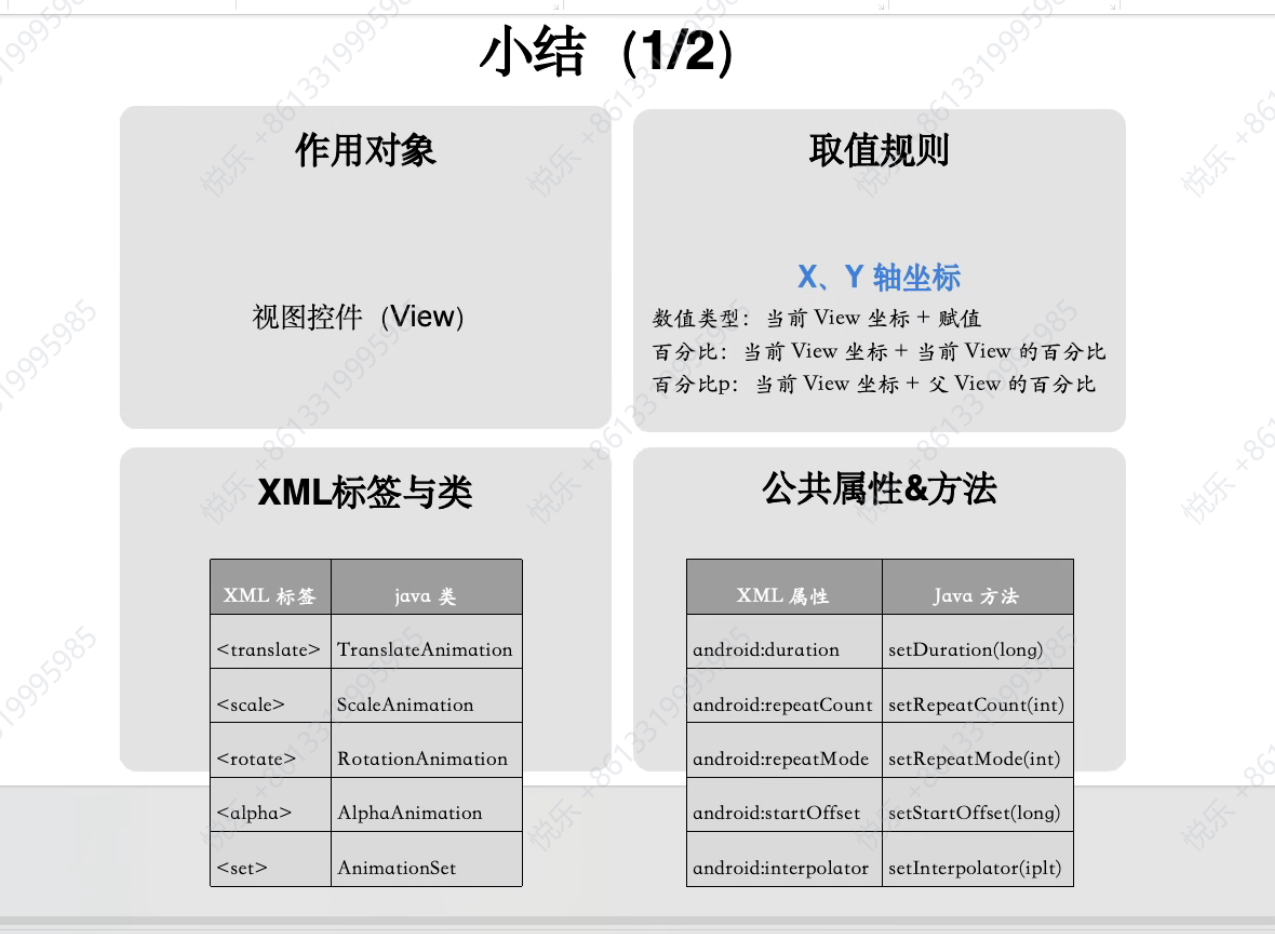 小结（1/2）
作用对象
视图控件（View）
取值规则
X、Y 轴坐标
数值类型：当前 View 坐标 + 赋值
百分比：当前 View 坐标 + 当前 View 的百分比
百分比p：当前 View 坐标 + 父 View 的百分比
XML标签与类
XML 标签 java 类
<translate> TranslateAnimation
<scale> ScaleAnimation
<rotate> RotationAnimation
<alpha> AlphaAnimation
<set> AnimationSet
公共属性&方法
XML 属性 Java 方法
android:duration setDuration(long)
android:repeatCount setRepeatCount(int)
android:repeatMode setRepeatMode(int)
android:startOffset setStartOffset(long)
android:interpolator setInterpolator(iplt)
悦乐 +8613319995985